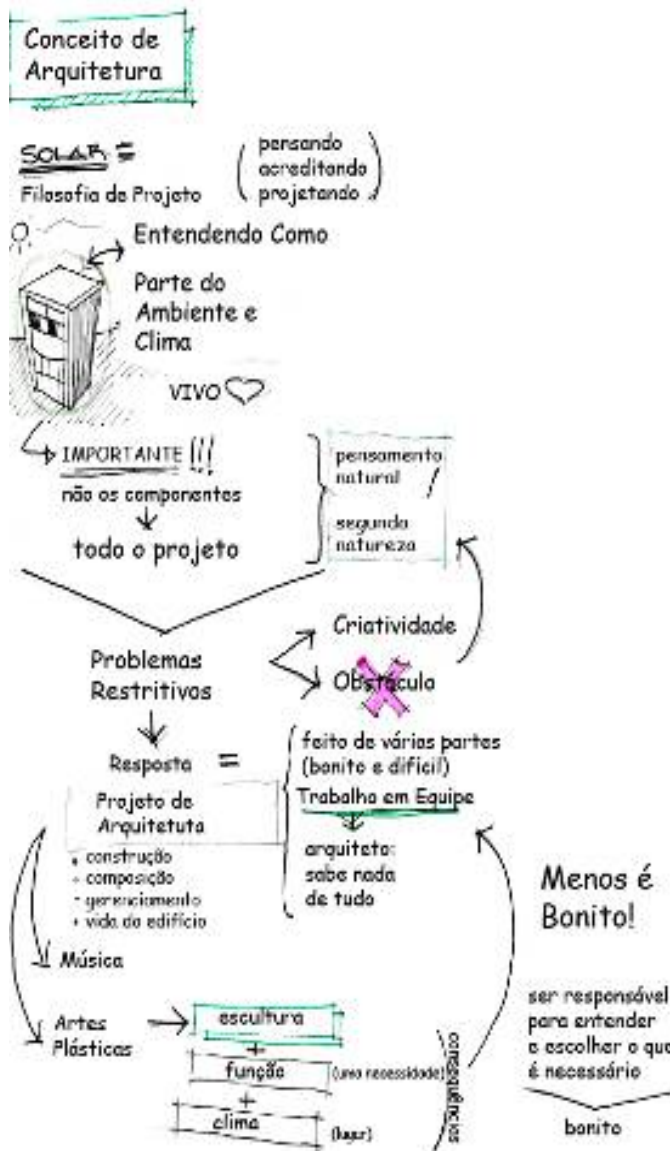 Conceito de
Arquitetura
SOLAR =
Filosofia de Projeto
( pensando
acreditando
projetando )
Entendendo Como
Parte do
Ambiente e
Clima
VIVO
IMPORTANTE !!!
não os componentes
todo o projeto
pensamento
natural /
segunda
natureza
Problemas
Restritivos
Criatividade
Obstáculo
Resposta =
Projeto de
Arquitetuta
+ construção
+ composição
- gerenciamento
+ vida do edifício
feito de várias partes
(bonito e difícil)
Trabalho em Equipe
arquiteto:
sabe nada
de tudo
Música
Artes
Plásticas
escultura
+
função (uma necessidade)
+
clima (lugar)
consequências
Menos é
Bonito!
ser responsável
para entender
e escolher o que
é necessário
bonito